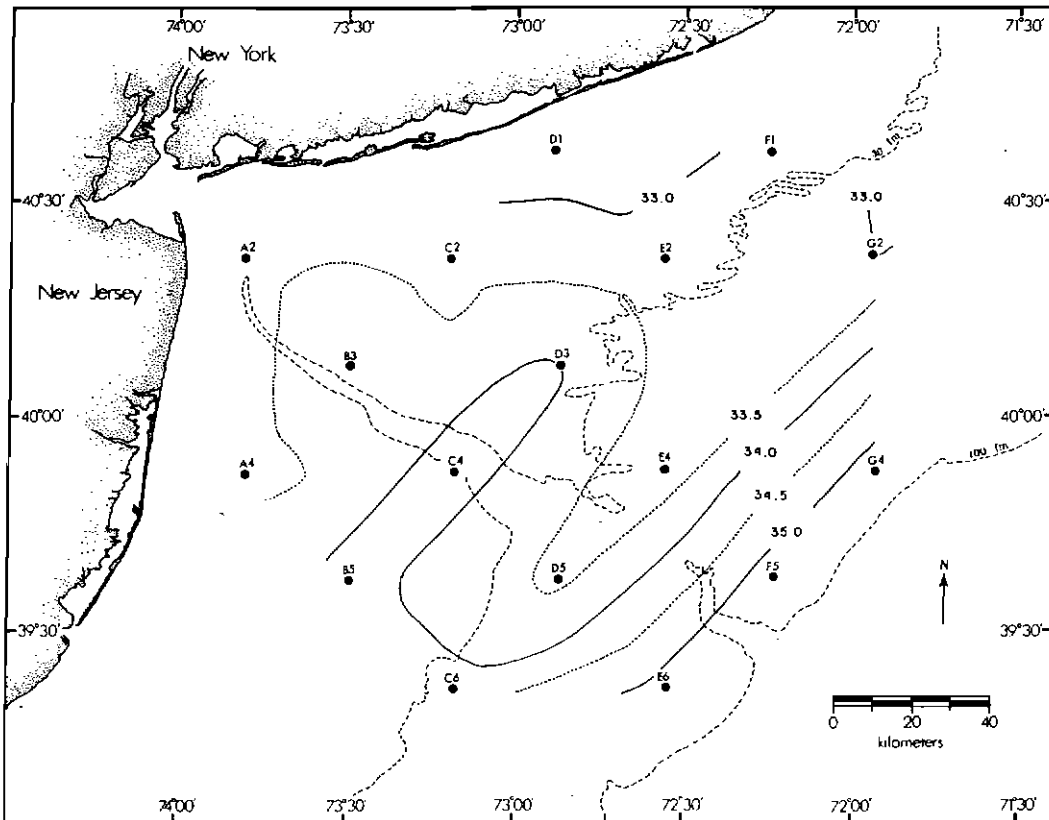 74°00' 73°30' 73°00' 72°30' 72°00' 71°30'
New York
D1 F1
30 fm
40°30' 33.0 33.0 40°30'
A2 C2 E2 G2
New Jersey
B3 D3
40°00' 33.5 40°00'
34.0
100 fm
A4 C4 E4 G4
34.5
35.0
B5 D5 F5
N
39°30' 39°30'
C6 E6
0 20 40
kilometers
74°00' 73°30' 73°00' 72°30' 72°00' 71°30'